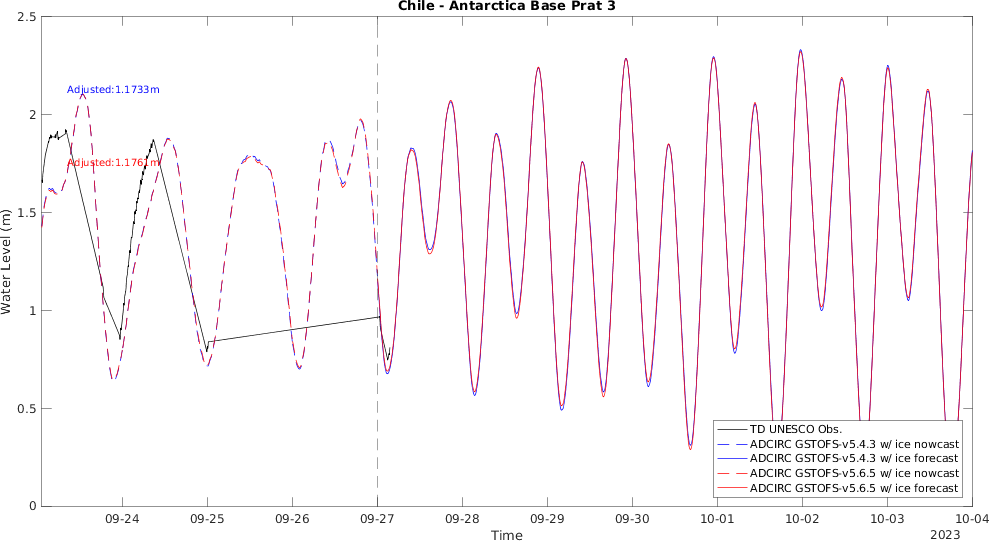 Chile - Antarctica Base Prat 3
2.5
2
1.5
1
0.5
0
Water Level (m)
Adjusted:1.1733m
Adjusted:1.1761m
TD UNESCO Obs.
ADCIRC GSTOFS-v5.4.3 w/ ice nowcast
ADCIRC GSTOFS-v5.4.3 w/ ice forecast
ADCIRC GSTOFS-v5.6.5 w/ ice nowcast
ADCIRC GSTOFS-v5.6.5 w/ ice forecast
09-24 09-25 09-26 09-27 09-28 09-29 09-30 10-01 10-02 10-03 10-04
Time
2023